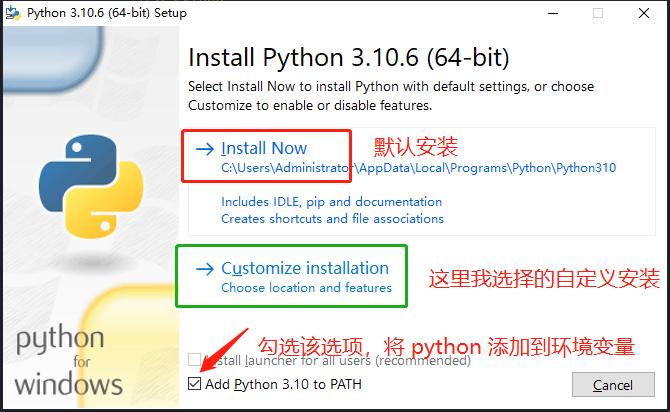 Python 3.10.6 (64-bit) Setup
Install Python 3.10.6 (64-bit)
Select Install Now to install Python with default settings, or choose
Customize to enable or disable features.
Install Now
默认安装
C:\Users\Administrator\AppData\Local\Programs\Python\Python310
Includes IDLE, pip and documentation
Creates shortcuts and file associations
Customize installation
Choose location and features
这里我选择的自定义安装
勾选该选项，将 python 添加到环境变量
Install launcher for all users (recommended)
Add Python 3.10 to PATH
Cancel
python
for
windows